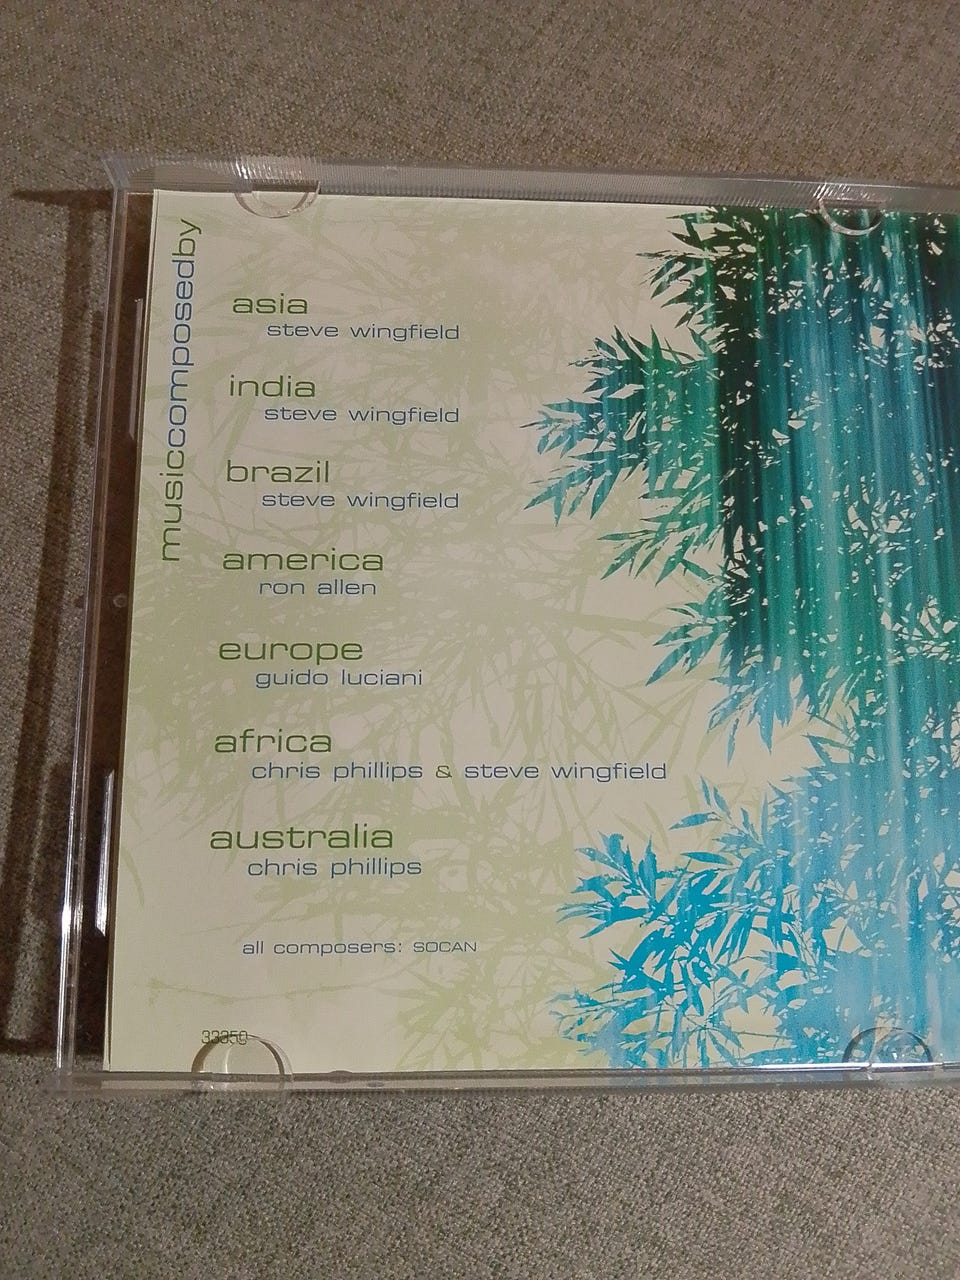 musiccomposedby
asia
steve wingfield
india
steve wingfield
brazil
steve wingfield
america
ron allen
europe
guido luciani
africa
chris phillips & steve wingfield
australia
chris phillips
all composers: SOCAN
33350